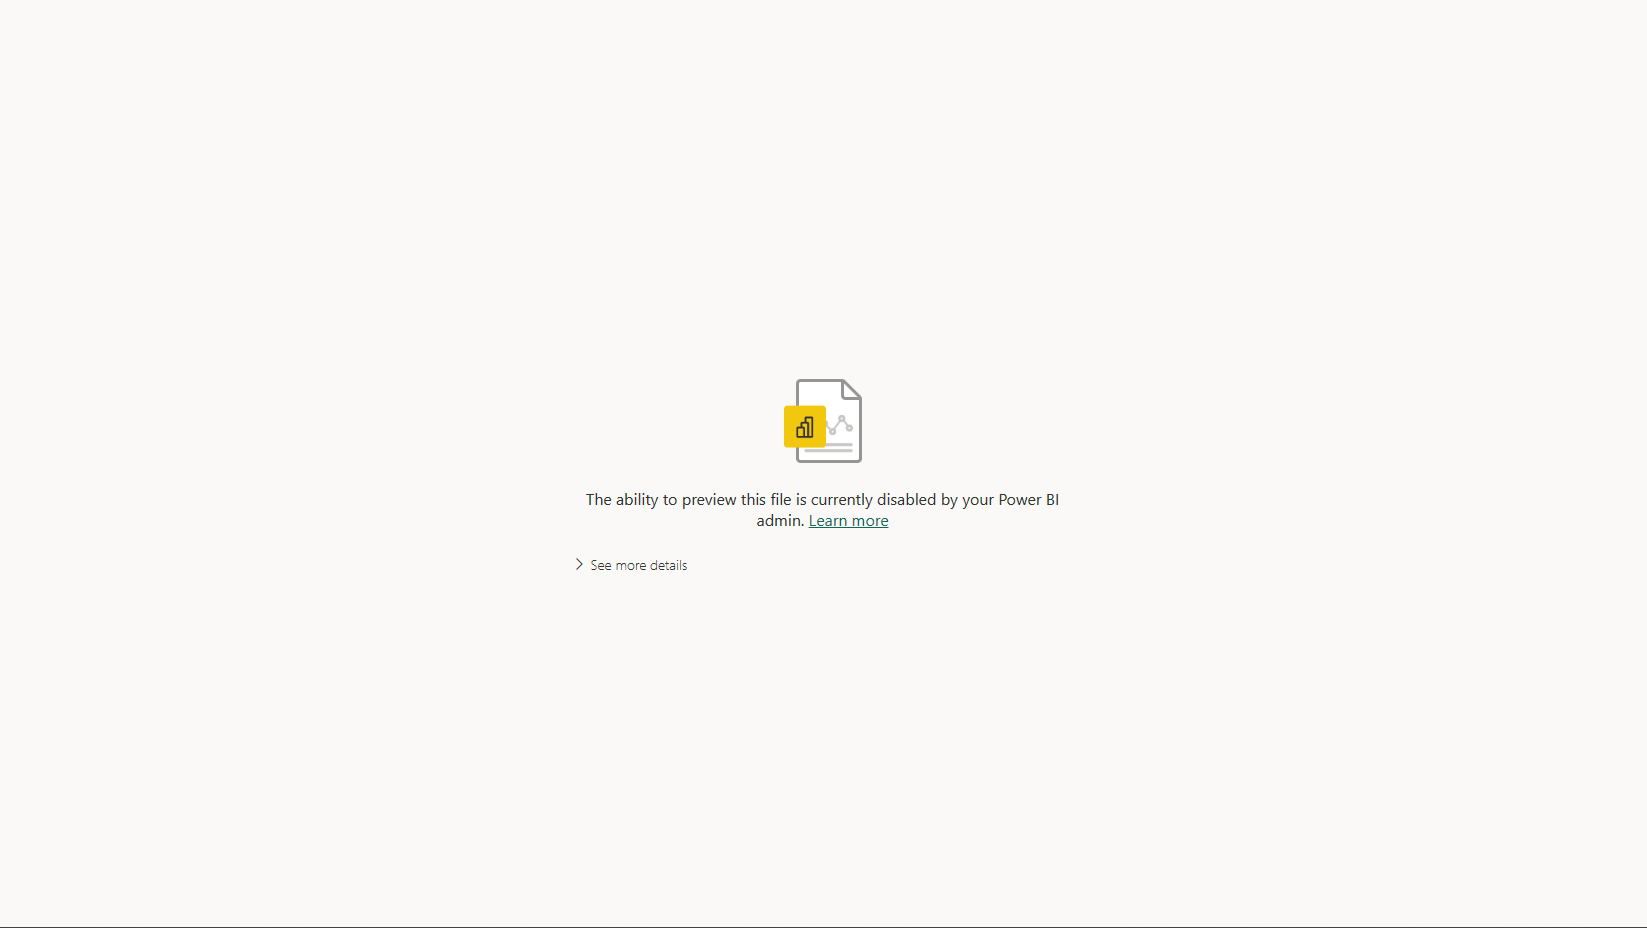 The ability to preview this file is currently disabled by your Power BI
admin. Learn more
See more details